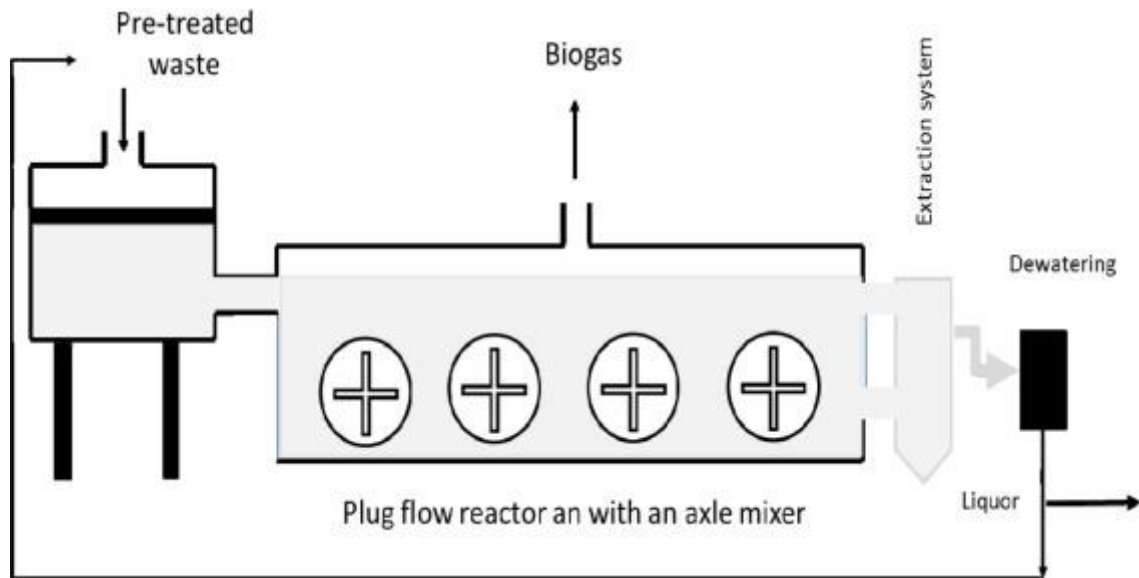 Pre-treated
waste
Biogas
Extraction system
Dewatering
Liquor
Plug flow reactor an with an axle mixer